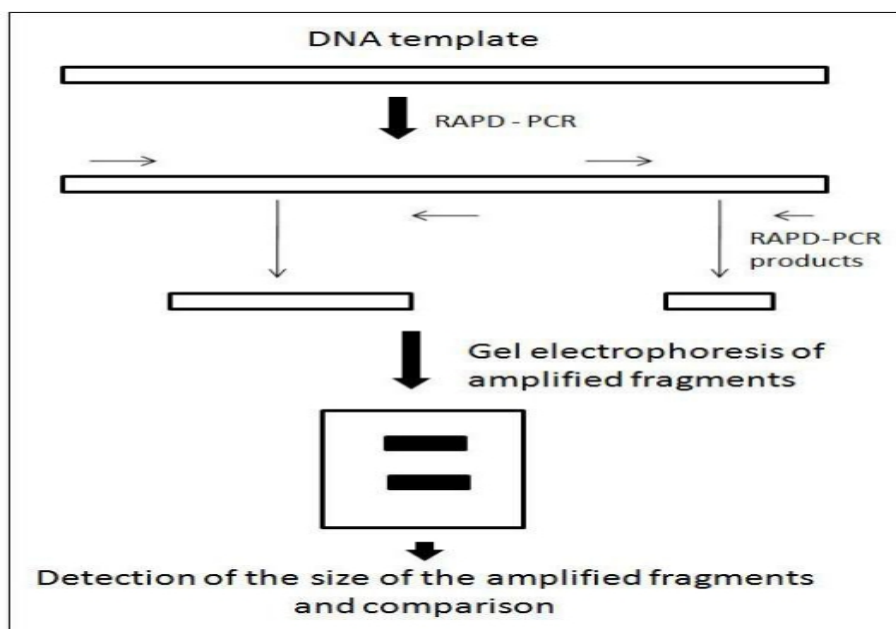 DNA template
RAPD - PCR
RAPD-PCR
products
Gel electrophoresis of
amplified fragments
Detection of the size of the amplified fragments
and comparison